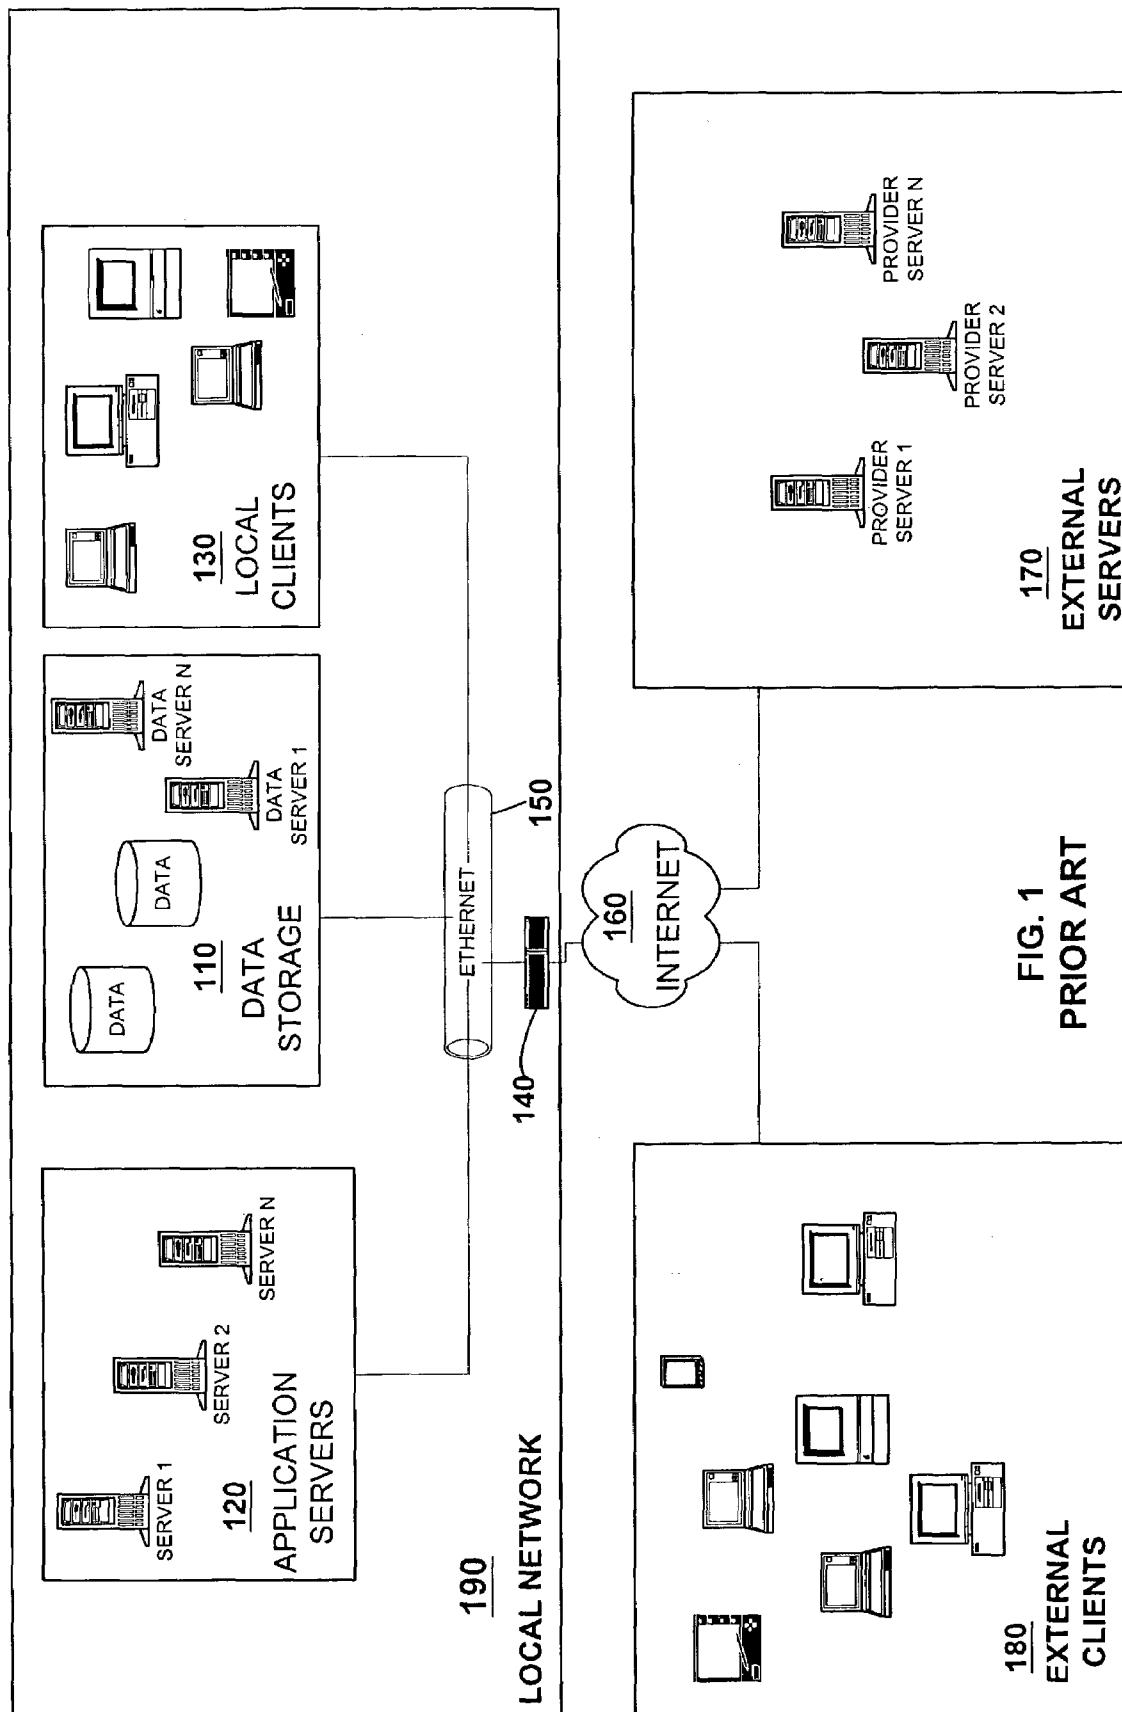 SERVER 1
SERVER 2
SERVER N
120
APPLICATION
SERVERS
DATA
DATA
DATA
SERVER 1
DATA
SERVER N
110
DATA
STORAGE
130
LOCAL
CLIENTS
ETHERNET
150
140
190
LOCAL NETWORK
160
INTERNET
180
EXTERNAL
CLIENTS
PROVIDER
SERVER 1
PROVIDER
SERVER 2
PROVIDER
SERVER N
170
EXTERNAL
SERVERS
FIG. 1
PRIOR ART